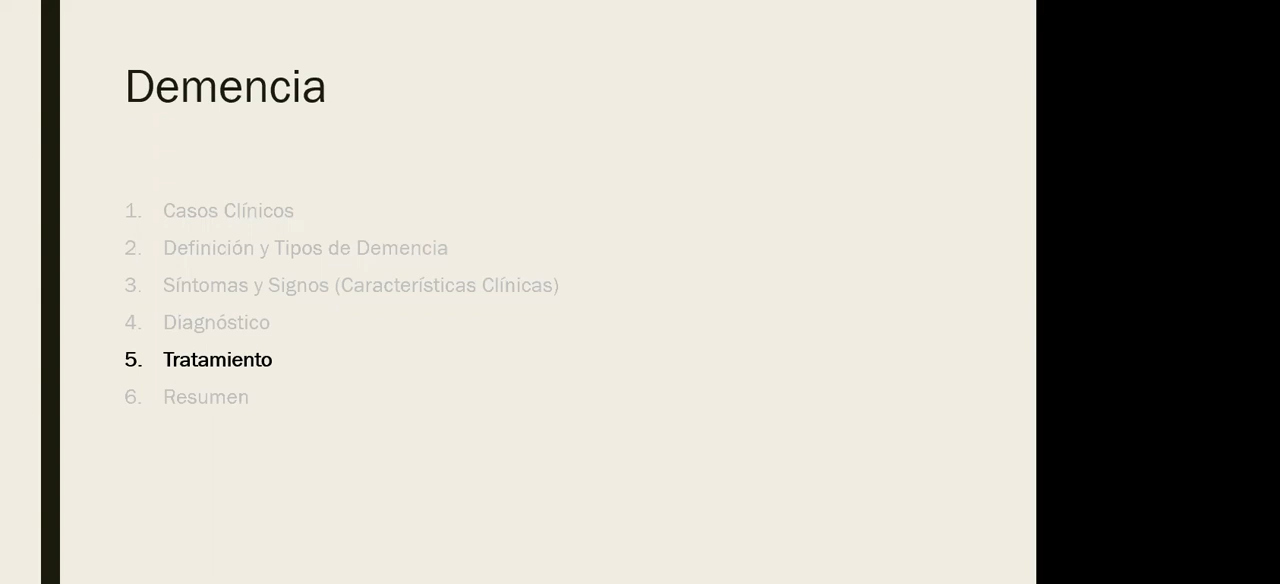 Demencia
1. Casos Clínicos
2. Definición y Tipos de Demencia
3. Síntomas y Signos (Características Clínicas)
4. Diagnóstico
5. Tratamiento
6. Resumen